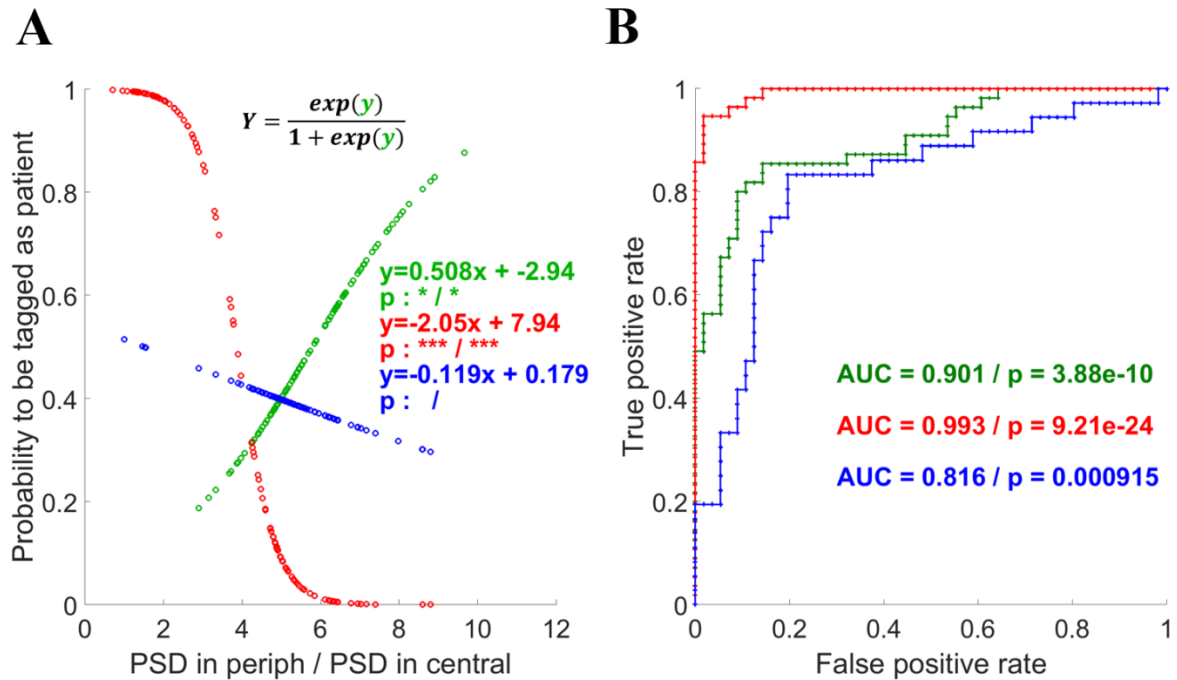 A
B
Y = exp(y) / 1 + exp(y)
y=0.508x + -2.94
p : * / *
y=-2.05x + 7.94
p : *** / ***
y=-0.119x + 0.179
p : /
Probability to be tagged as patient
1
0.8
0.6
0.4
0.2
0
0 2 4 6 8 10 12
PSD in periph / PSD in central
True positive rate
1
0.8
0.6
0.4
0.2
0
AUC = 0.901 / p = 3.88e-10
AUC = 0.993 / p = 9.21e-24
AUC = 0.816 / p = 0.000915
0 0.2 0.4 0.6 0.8 1
False positive rate